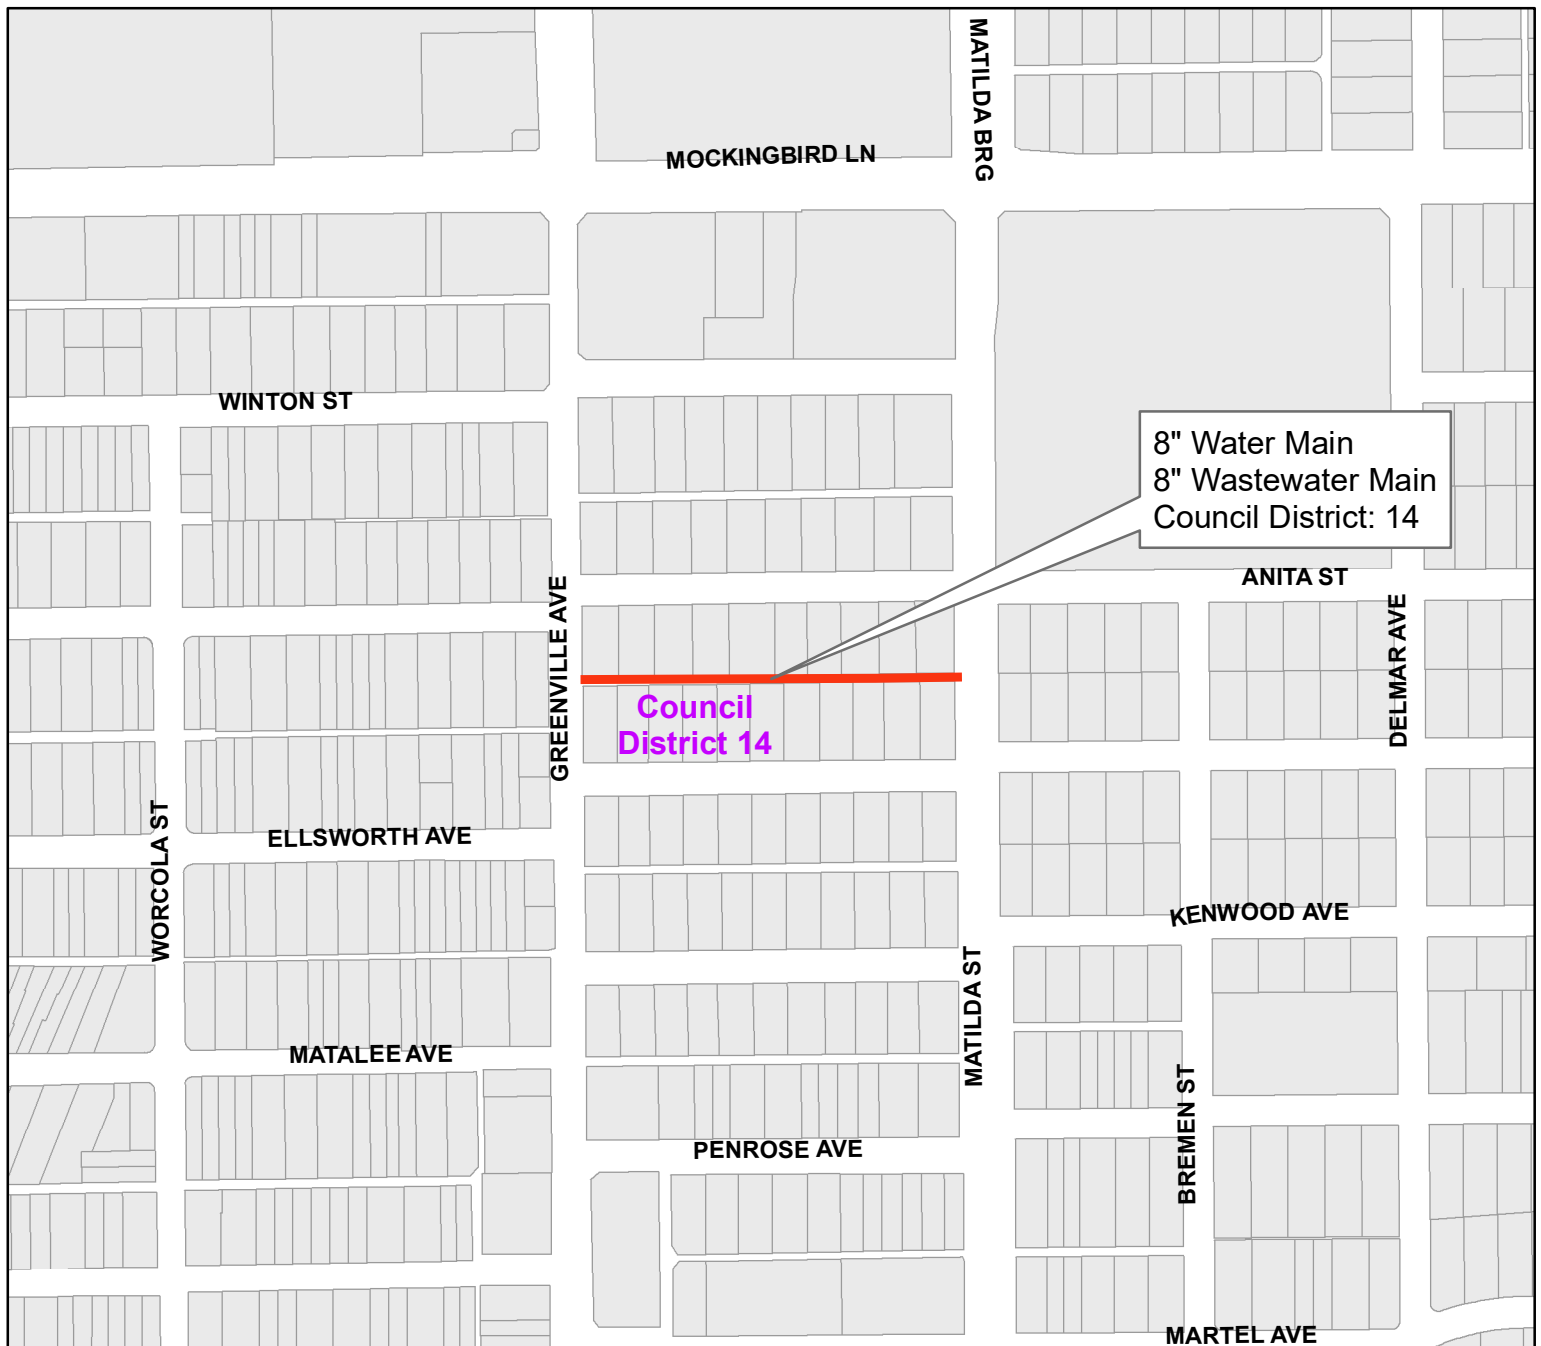 MATILDA BRG
MOCKINGBIRD LN
WINTON ST
8" Water Main
8" Wastewater Main
Council District: 14
ANITA ST
GREENVILLE AVE
DELMAR AVE
Council
District 14
WORCOLA ST
ELLSWORTH AVE
KENWOOD AVE
MATILDA ST
MATALEE AVE
BREMEN ST
PENROSE AVE
MARTEL AVE